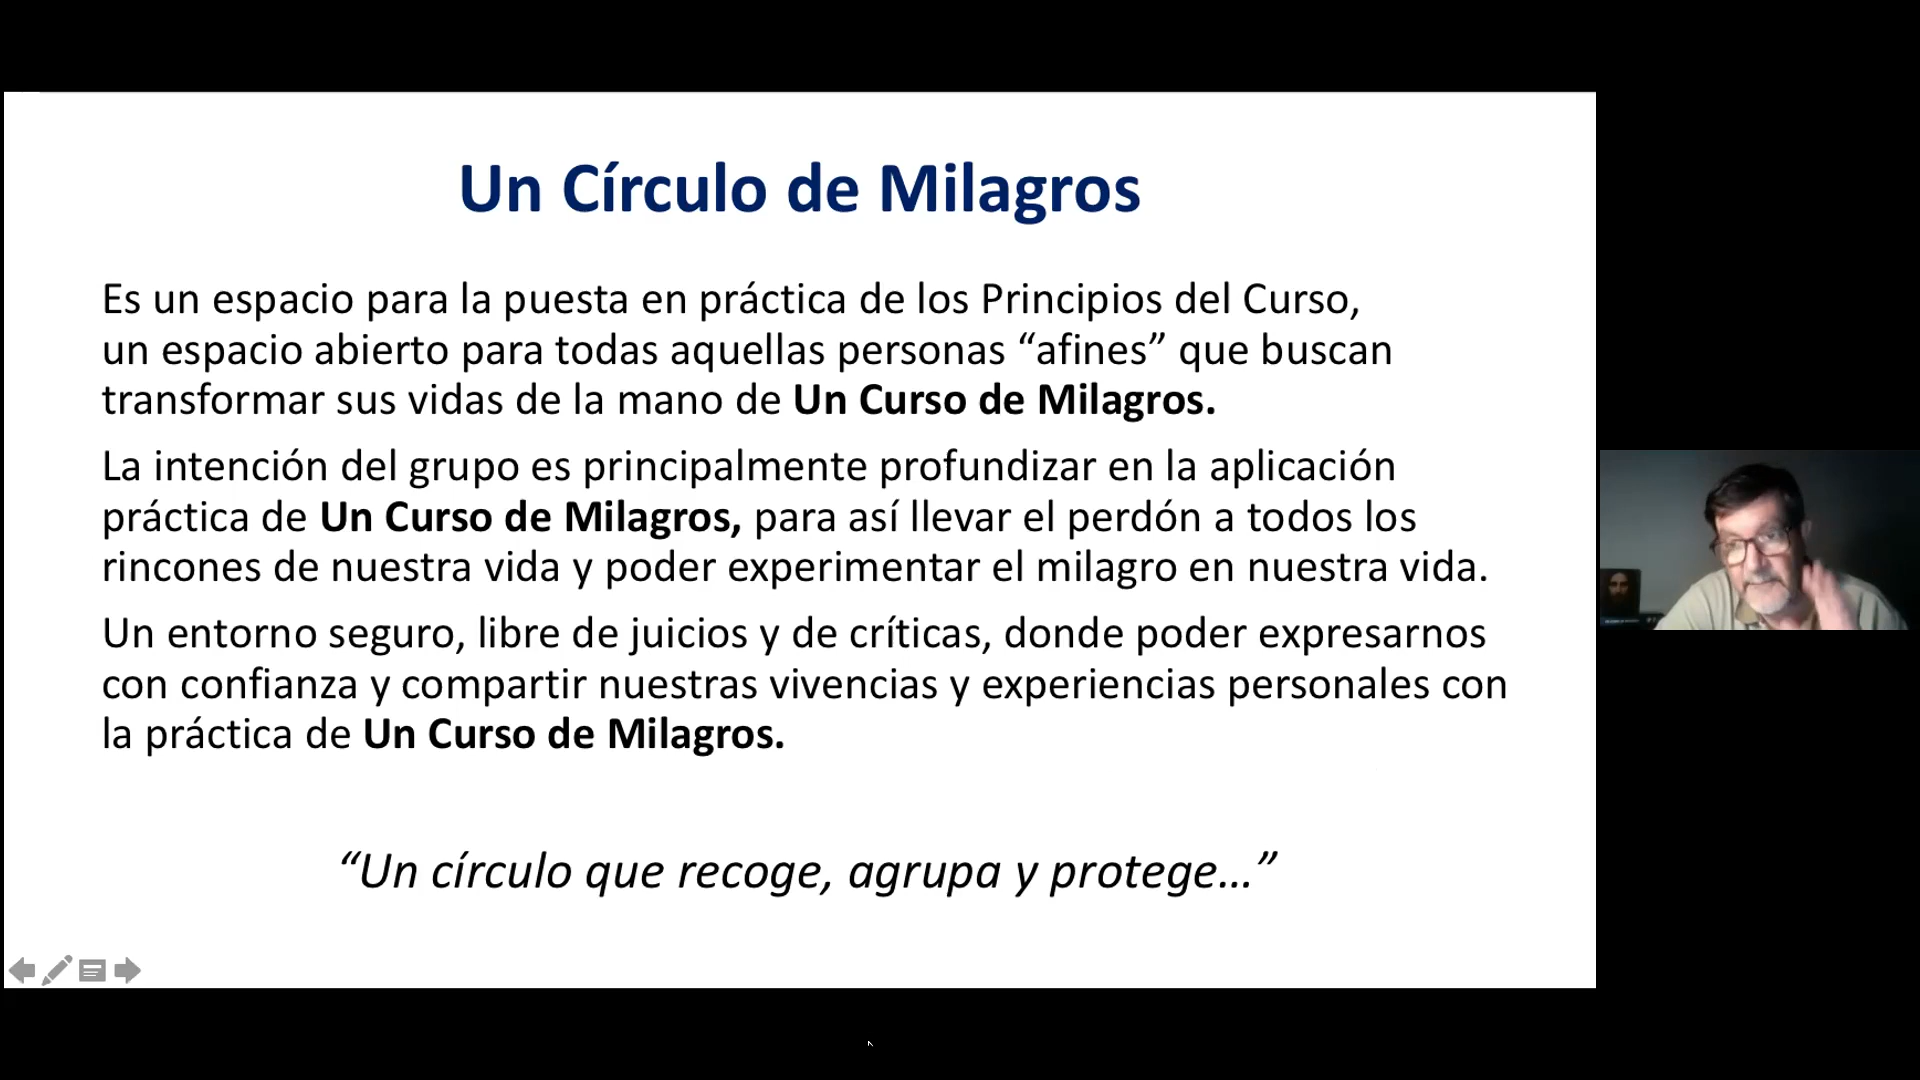 Un Círculo de Milagros
Es un espacio para la puesta en práctica de los Principios del Curso,
un espacio abierto para todas aquellas personas “afines” que buscan
transformar sus vidas de la mano de Un Curso de Milagros.
La intención del grupo es principalmente profundizar en la aplicación
práctica de Un Curso de Milagros, para así llevar el perdón a todos los
rincones de nuestra vida y poder experimentar el milagro en nuestra vida.
Un entorno seguro, libre de juicios y de críticas, donde poder expresarnos
con confianza y compartir nuestras vivencias y experiencias personales con
la práctica de Un Curso de Milagros.
“Un círculo que recoge, agrupa y protege…”